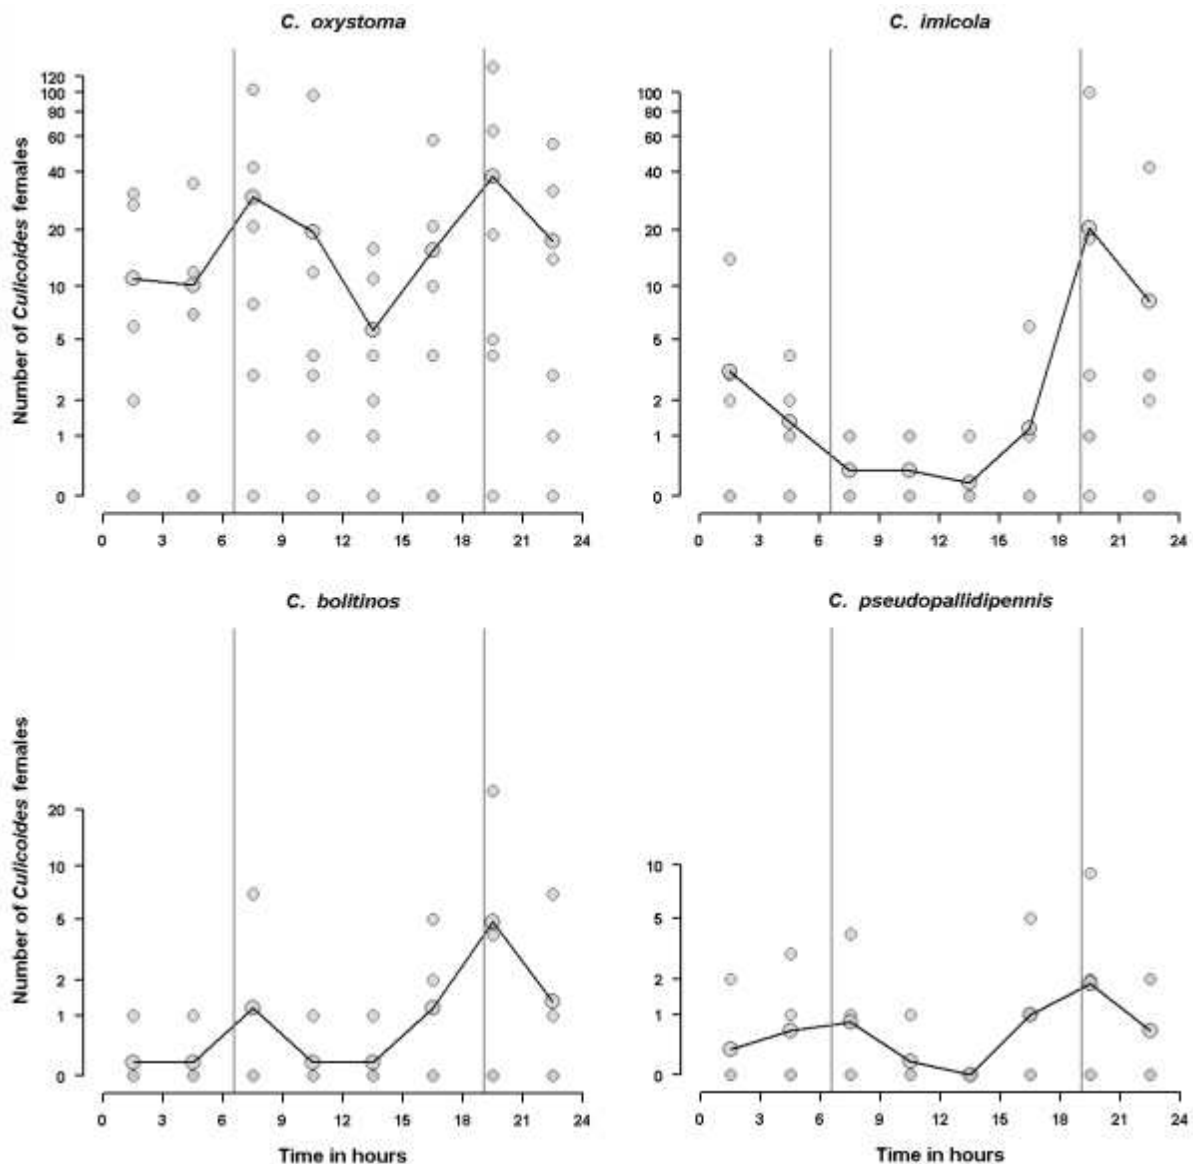 C. oxystoma
Number of Culicoides females
120
100
80
60
40
20
10
5
2
1
0
0 3 6 9 12 15 18 21 24
C. imicola
100
80
60
40
20
10
5
2
1
0
0 3 6 9 12 15 18 21 24
C. bolitinos
Number of Culicoides females
20
10
5
2
1
0
0 3 6 9 12 15 18 21 24
Time in hours
C. pseudopallidipennis
10
5
2
1
0
0 3 6 9 12 15 18 21 24
Time in hours